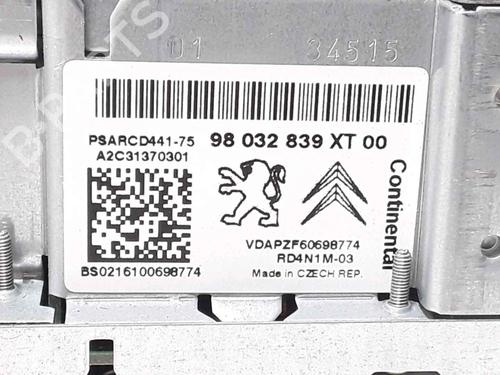 01 34515
PSARCD441-75 98 032 839 XT 00
A2C31370301
Continental
VDAPZF60698774
RD4N1M-03
BS0216100698774 Made in CZECH REP.